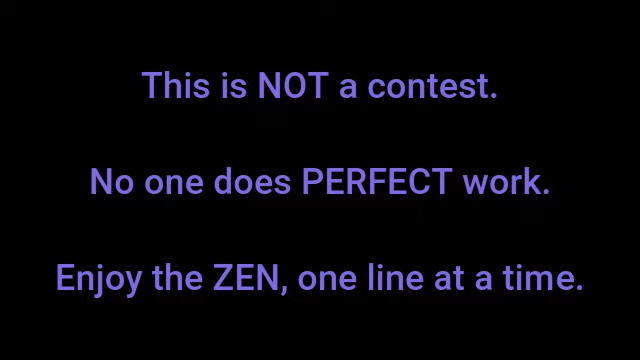 This is NOT a contest.
No one does PERFECT work.
Enjoy the ZEN, one line at a time.